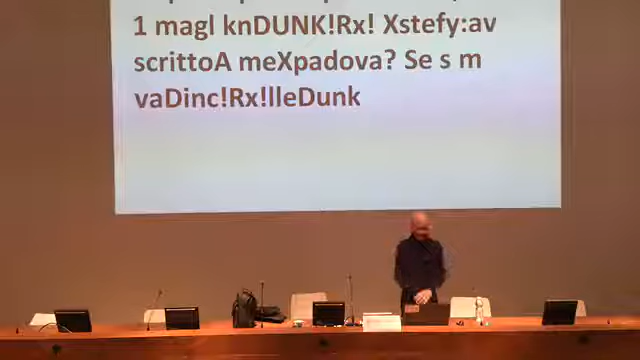 1 magl knDUNK!Rx! Xstefy:av
scrittoA meXpadova? Se s m
vaDinc!Rx!lleDunk